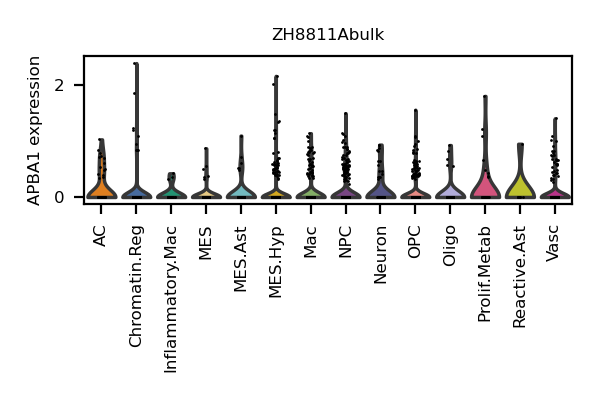 ZH8811Abulk
APBA1 expression
2
0
AC
Chromatin.Reg
Inflammatory.Mac
MES
MES.Ast
MES.Hyp
Mac
NPC
Neuron
OPC
Oligo
Prolif.Metab
Reactive.Ast
Vasc